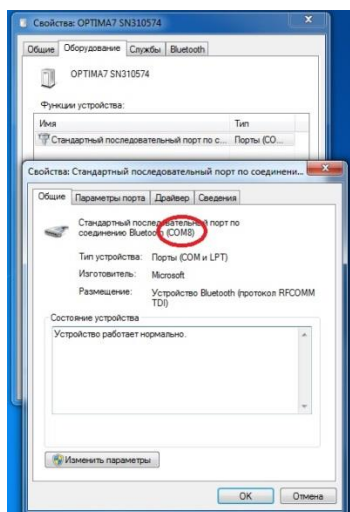 Свойства: OPTIMA7 SN310574
Общие Оборудование Службы Bluetooth
OPTIMA7 SN310574
Функции устройства:
Имя Тип
Стандартный последовательный порт по с... Порты (CO...
Свойства: Стандартный последовательный порт по соединени...
Общие Параметры порта Драйвер Сведения
Стандартный последовательный порт по
соединению Bluetooth (COM8)
Тип устройства: Порты (COM и LPT)
Изготовитель: Microsoft
Размещение: Устройство Bluetooth (протокол RFCOMM
TDI)
Состояние устройства
Устройство работает нормально.
Изменить параметры
OK Отмена